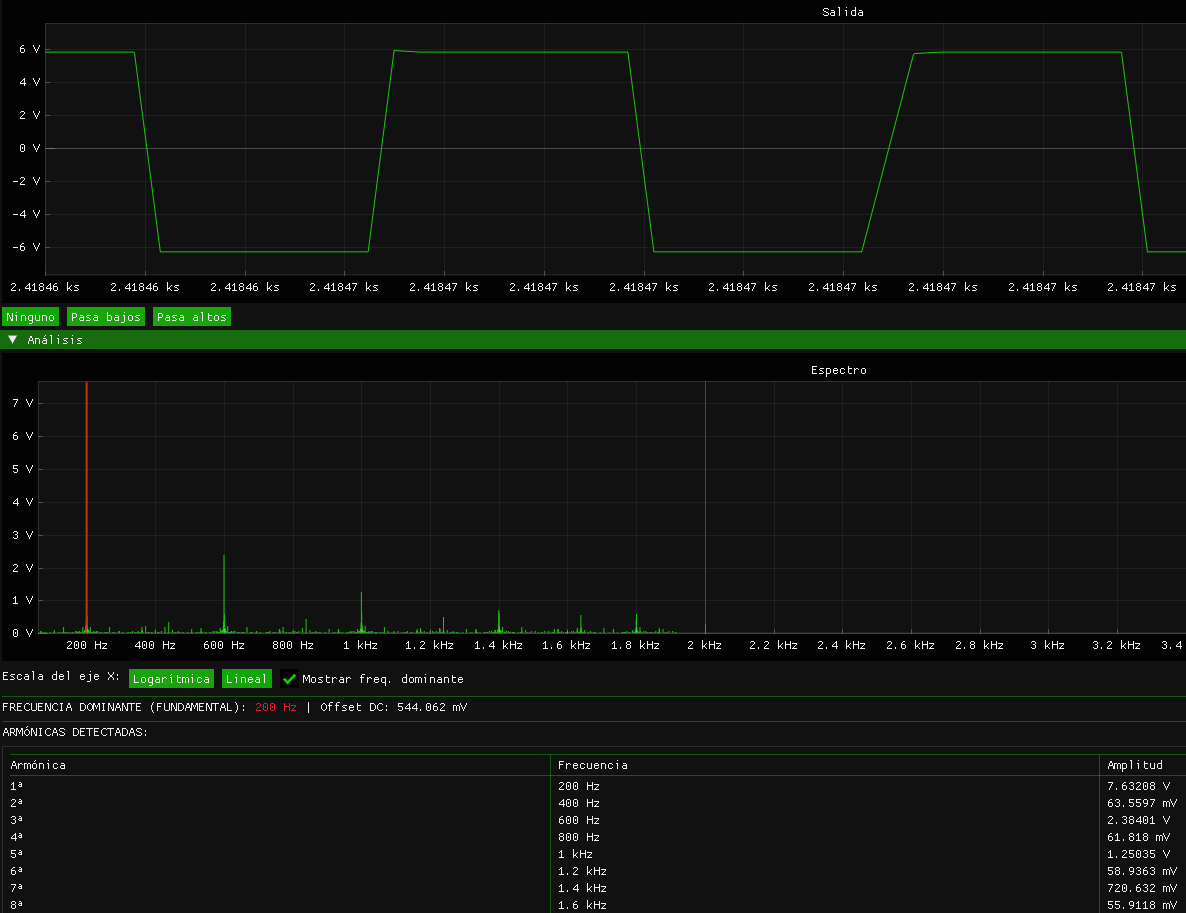 Salida
6 V
4 V
2 V
0 V
-2 V
-4 V
-6 V
2.41846 ks 2.41846 ks 2.41846 ks 2.41847 ks 2.41847 ks 2.41847 ks 2.41847 ks 2.41847 ks 2.41847 ks 2.41847 ks 2.41847 ks 2.41847 ks
Ninguno Pasa bajos Pasa altos
▼ Análisis
Espectro
7 V
6 V
5 V
4 V
3 V
2 V
1 V
0 V
200 Hz 400 Hz 600 Hz 800 Hz 1 kHz 1.2 kHz 1.4 kHz 1.6 kHz 1.8 kHz 2 kHz 2.2 kHz 2.4 kHz 2.6 kHz 2.8 kHz 3 kHz 3.2 kHz 3.4
Escala del eje X: Logarítmica Lineal Mostrar freq. dominante
FRECUENCIA DOMINANTE (FUNDAMENTAL): 200 Hz | Offset DC: 544.062 mV
ARMÓNICAS DETECTADAS:
Armónica Frecuencia Amplitud
1ª 200 Hz 7.63208 V
2ª 400 Hz 63.5597 mV
3ª 600 Hz 2.38401 V
4ª 800 Hz 61.818 mV
5ª 1 kHz 1.25035 V
6ª 1.2 kHz 58.9363 mV
7ª 1.4 kHz 720.632 mV
8ª 1.6 kHz 55.9118 mV